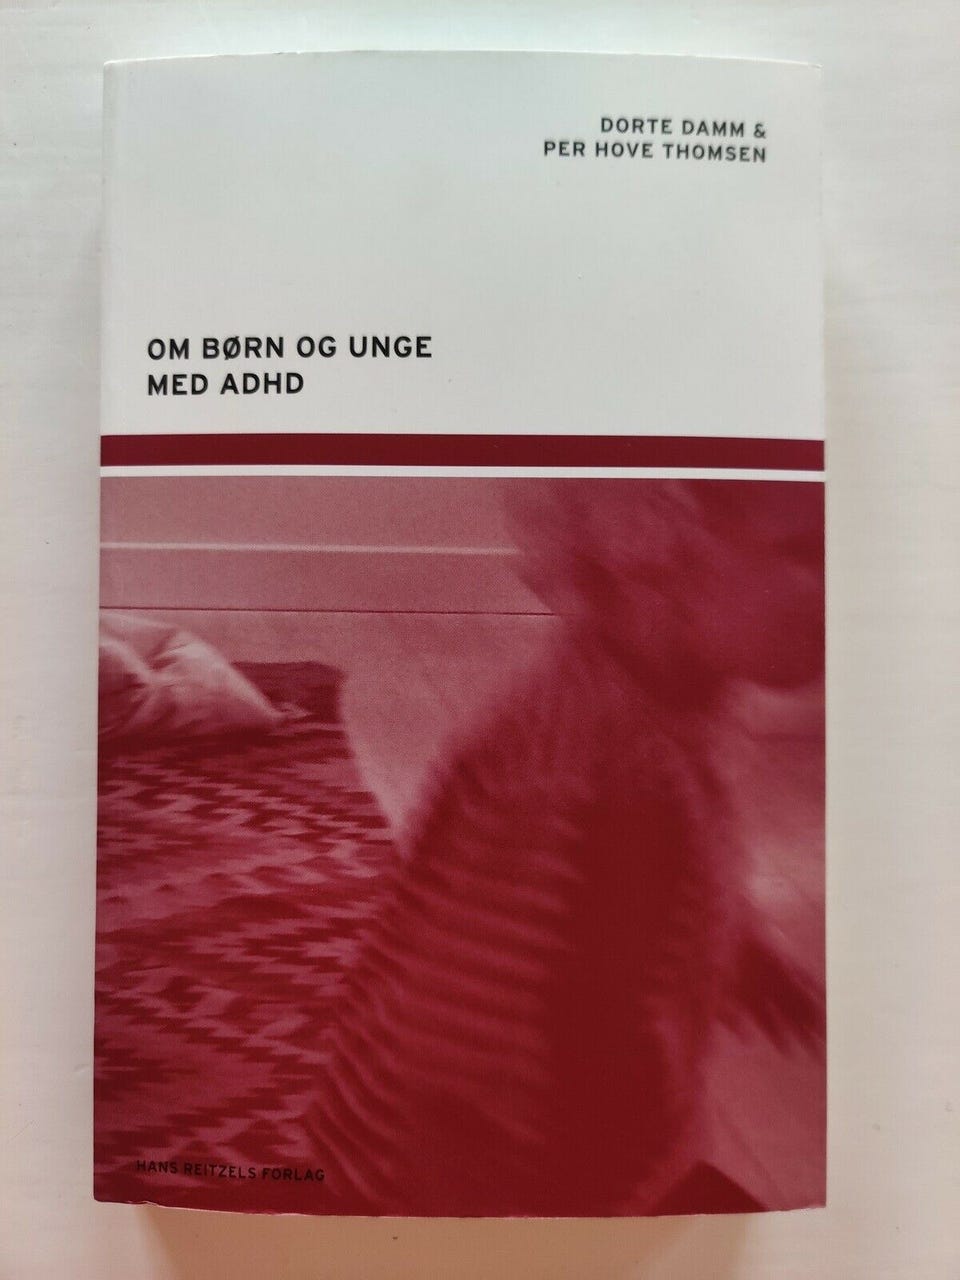 DORTE DAMM &
PER HOVE THOMSEN
OM BØRN OG UNGE
MED ADHD
HANS REITZELS FORLAG